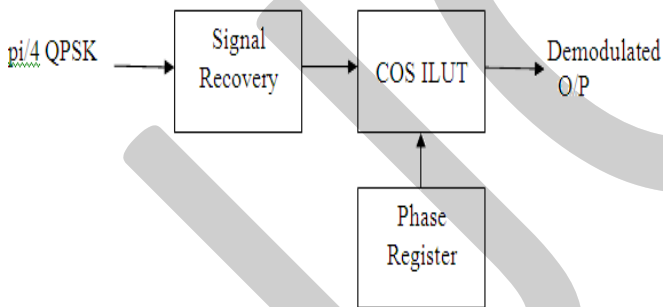 pi/4 QPSK
Signal
Recovery
COS ILUT
Demodulated
O/P
Phase
Register